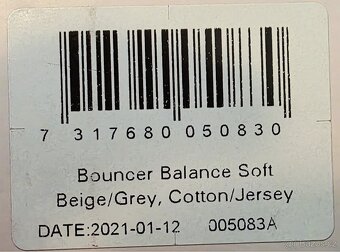 7 317680 050830
Bouncer Balance Soft
Beige/Grey, Cotton/Jersey
DATE:2021-01-12 005083A